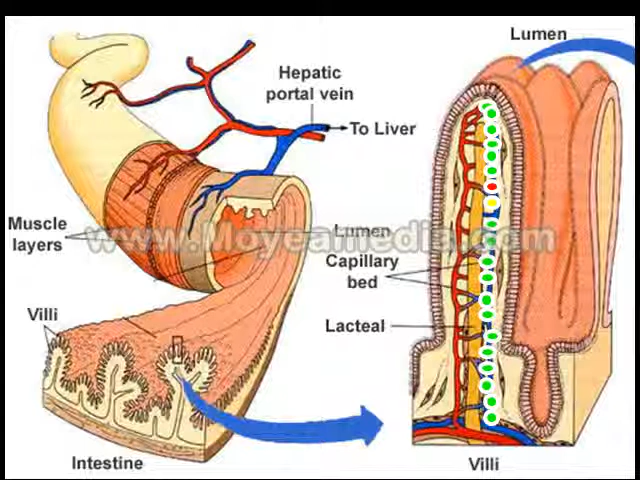 Lumen
Hepatic
portal vein
To Liver
Muscle
layers
Lumen
www.Moyeamedia.com
Capillary
bed
Villi
Lacteal
Intestine
Villi